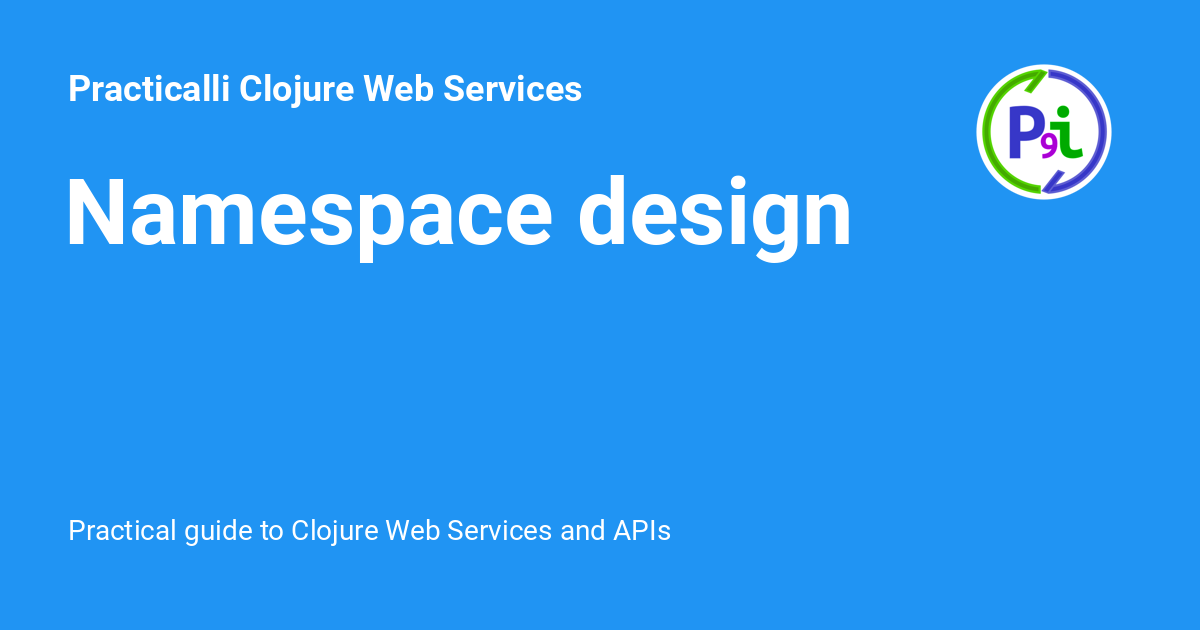 Practicalli Clojure Web Services
P9i
Namespace design
Practical guide to Clojure Web Services and APIs